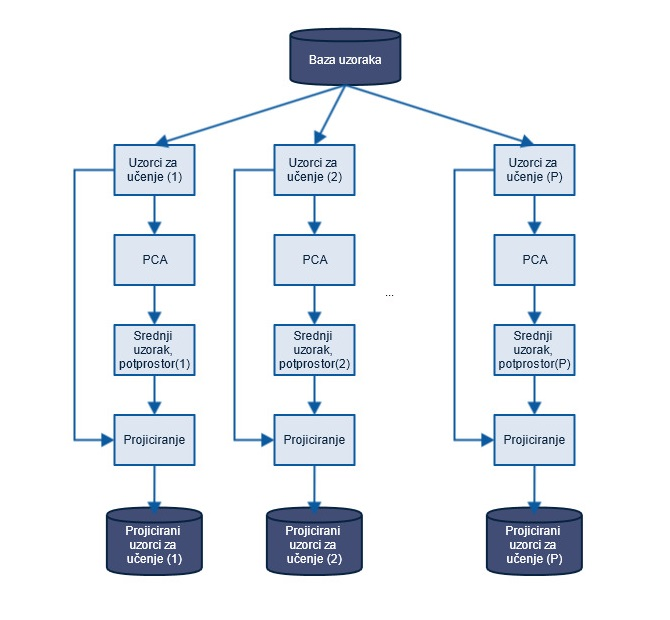 Baza uzoraka
Uzorci za
učenje (1)
Uzorci za
učenje (2)
Uzorci za
učenje (P)
PCA
PCA
PCA
...
Srednji
uzorak,
potprostor(1)
Srednji
uzorak,
potprostor(2)
Srednji
uzorak,
potprostor(P)
Projiciranje
Projiciranje
Projiciranje
Projicirani
uzorci za
učenje (1)
Projicirani
uzorci za
učenje (2)
Projicirani
uzorci za
učenje (P)